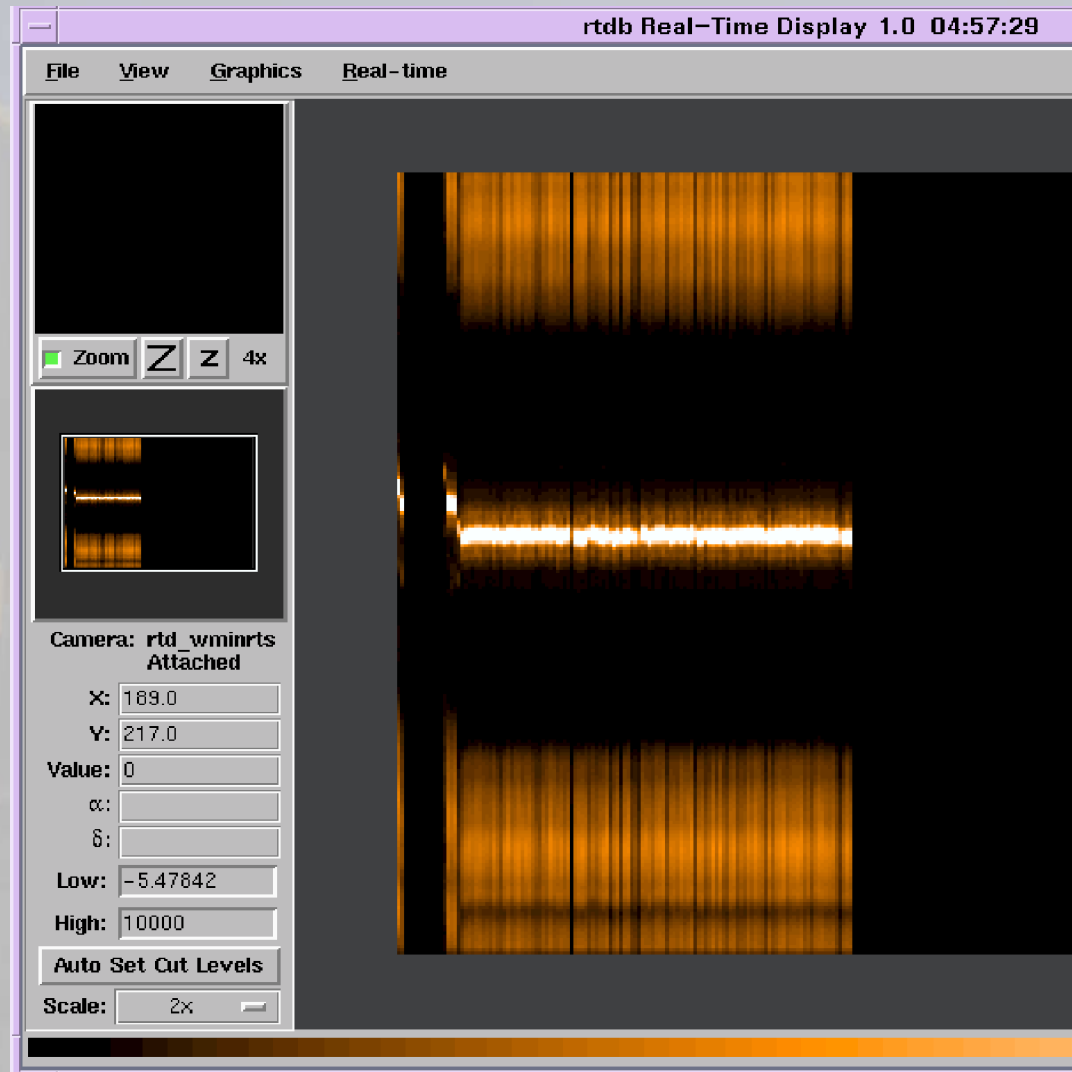 rtdb Real-Time Display 1.0 04:57:29
File View Graphics Real-time
Zoom Z z 4x
Camera: rtd_wminrts
Attached
X: 189.0
Y: 217.0
Value: 0
α:
δ:
Low: -5.47842
High: 10000
Auto Set Cut Levels
Scale: 2x